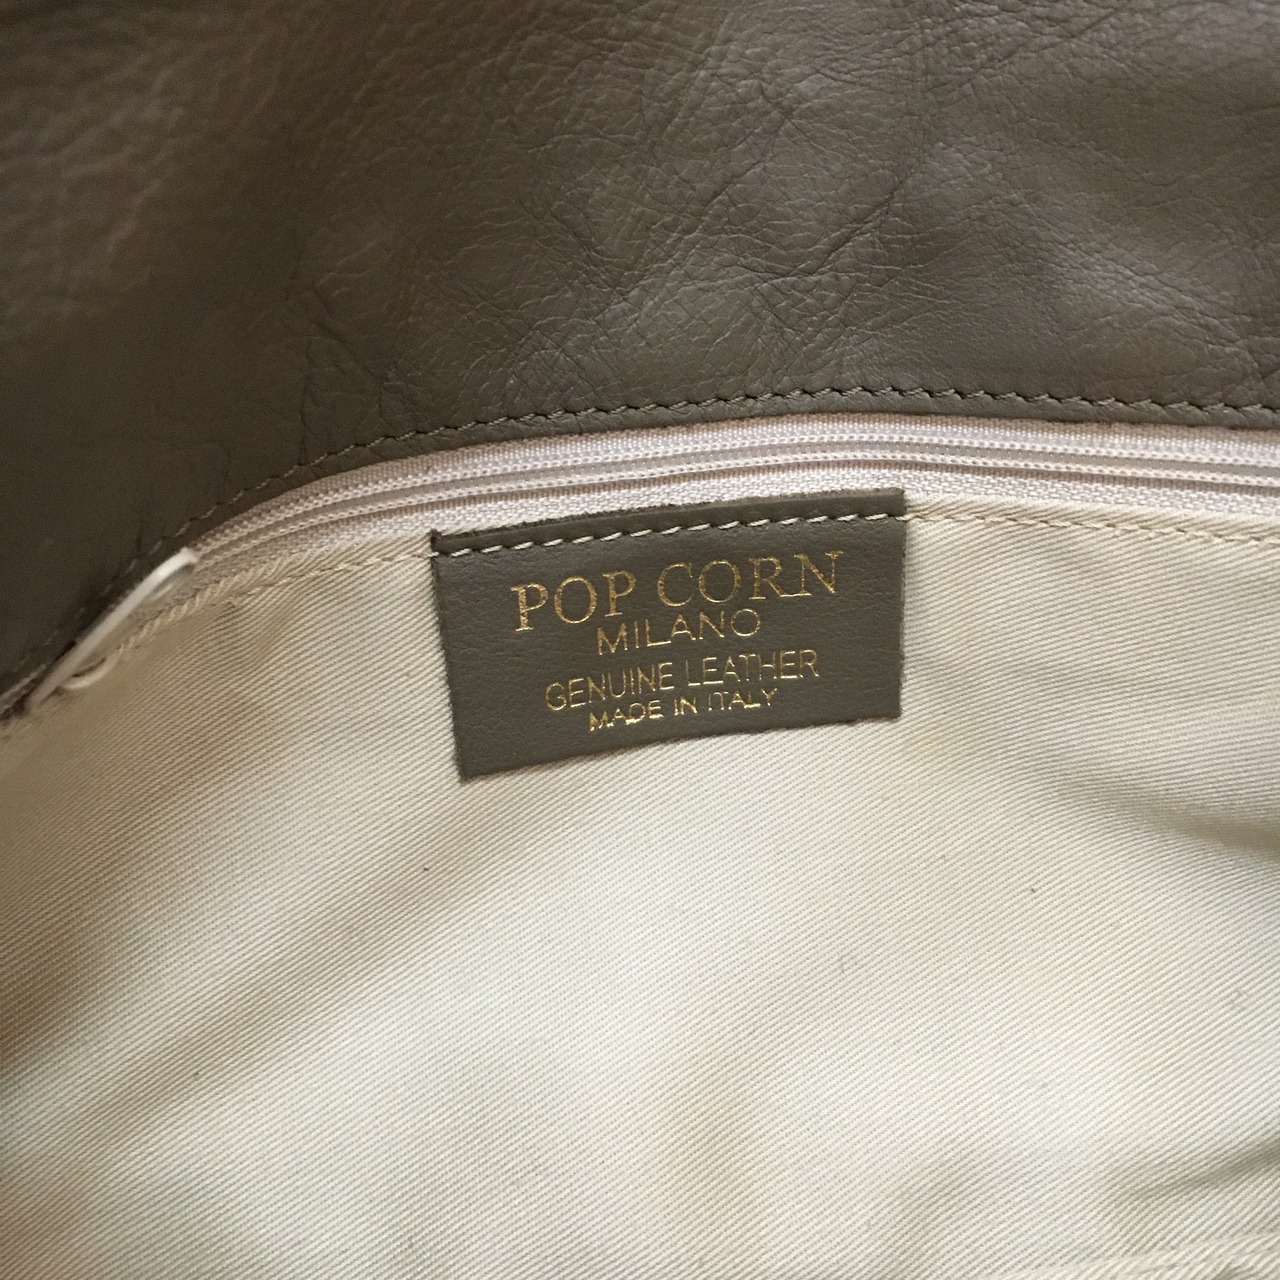 POP CORN
MILANO
GENUINE LEATHER
MADE IN ITALY